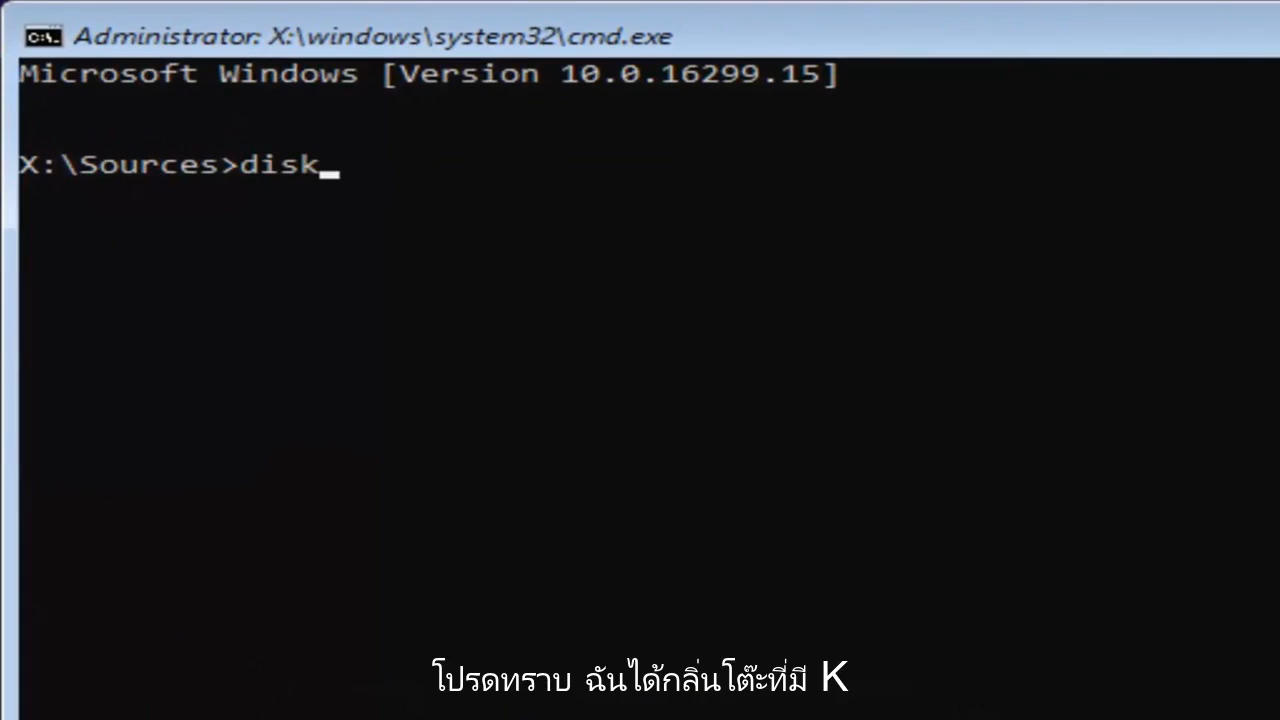 Administrator: X:\windows\system32\cmd.exe
Microsoft Windows [Version 10.0.16299.15]
X:\Sources>disk
โปรดทราบ ฉันได้กลิ่นโต๊ะที่มี K